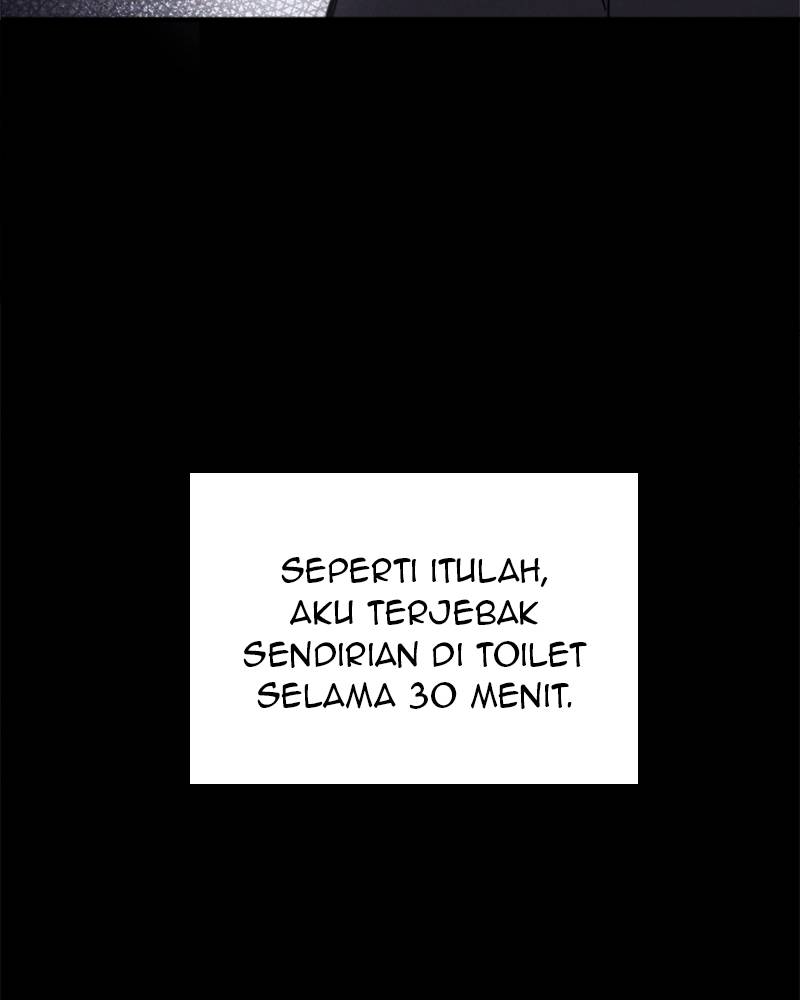 SEPERTI ITULAH,
AKU TERJEBAK
SENDIRIAN DI TOILET
SELAMA 30 MENIT.